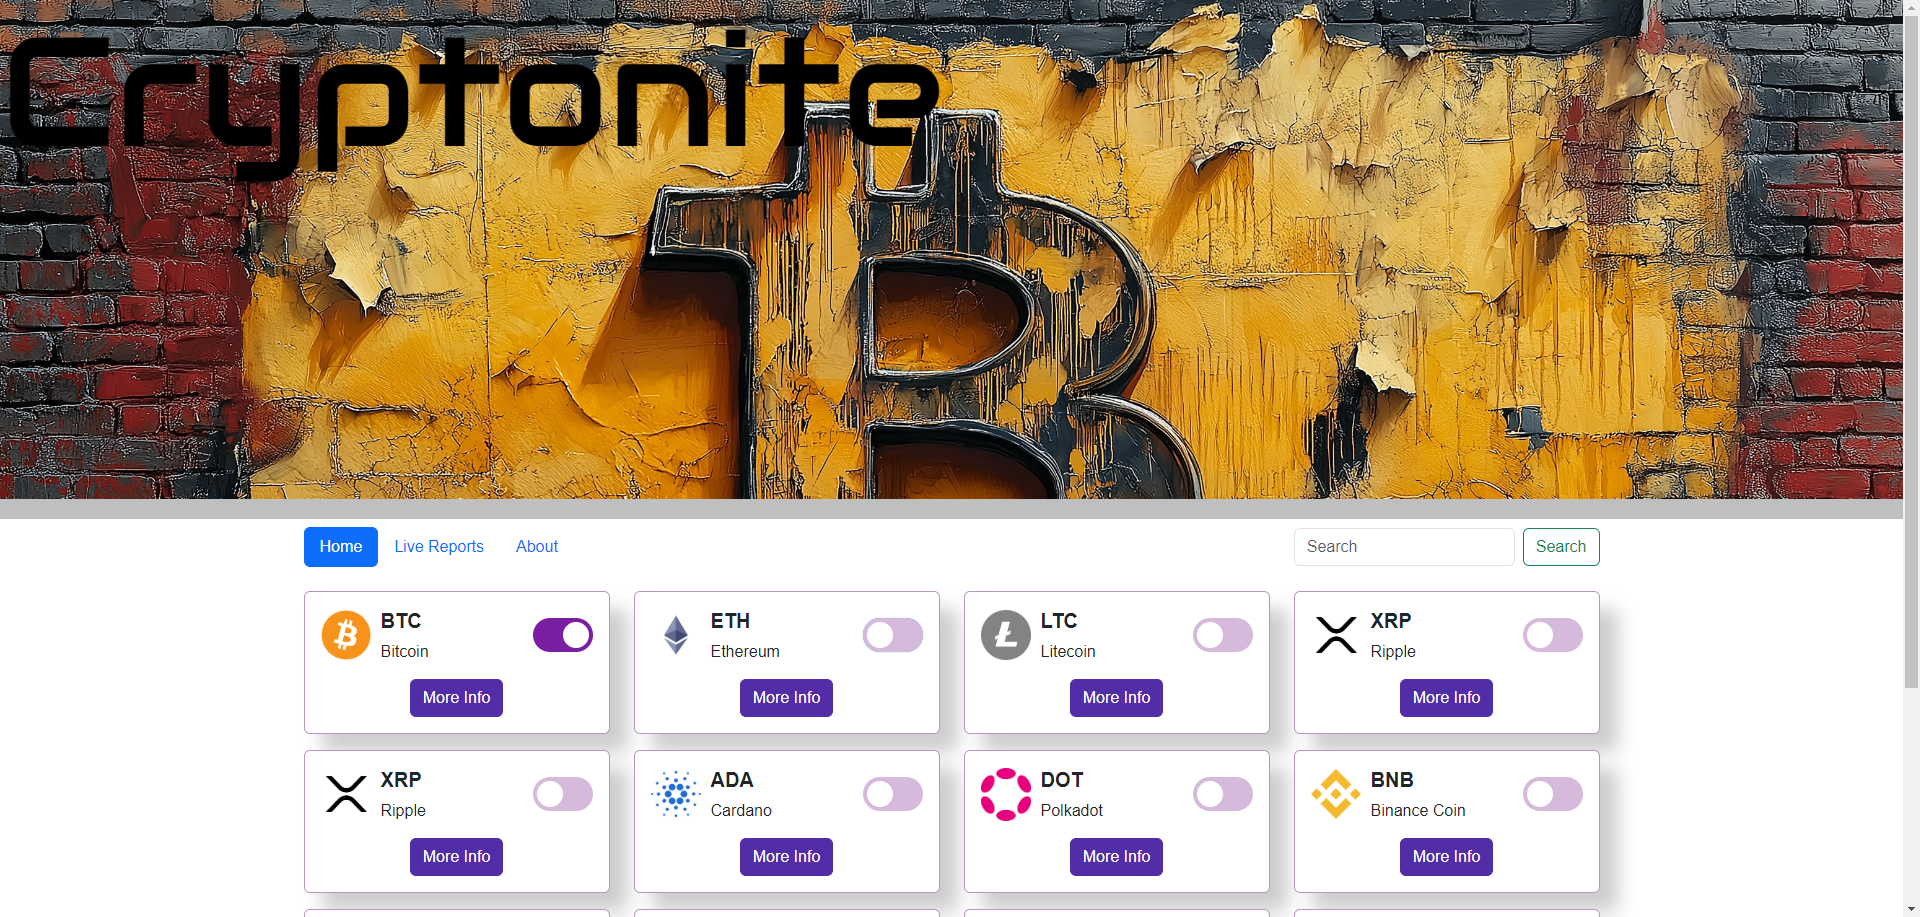 Cryptonite
Home Live Reports About Search Search
BTC
Bitcoin
More Info
ETH
Ethereum
More Info
LTC
Litecoin
More Info
XRP
Ripple
More Info
XRP
Ripple
More Info
ADA
Cardano
More Info
DOT
Polkadot
More Info
BNB
Binance Coin
More Info